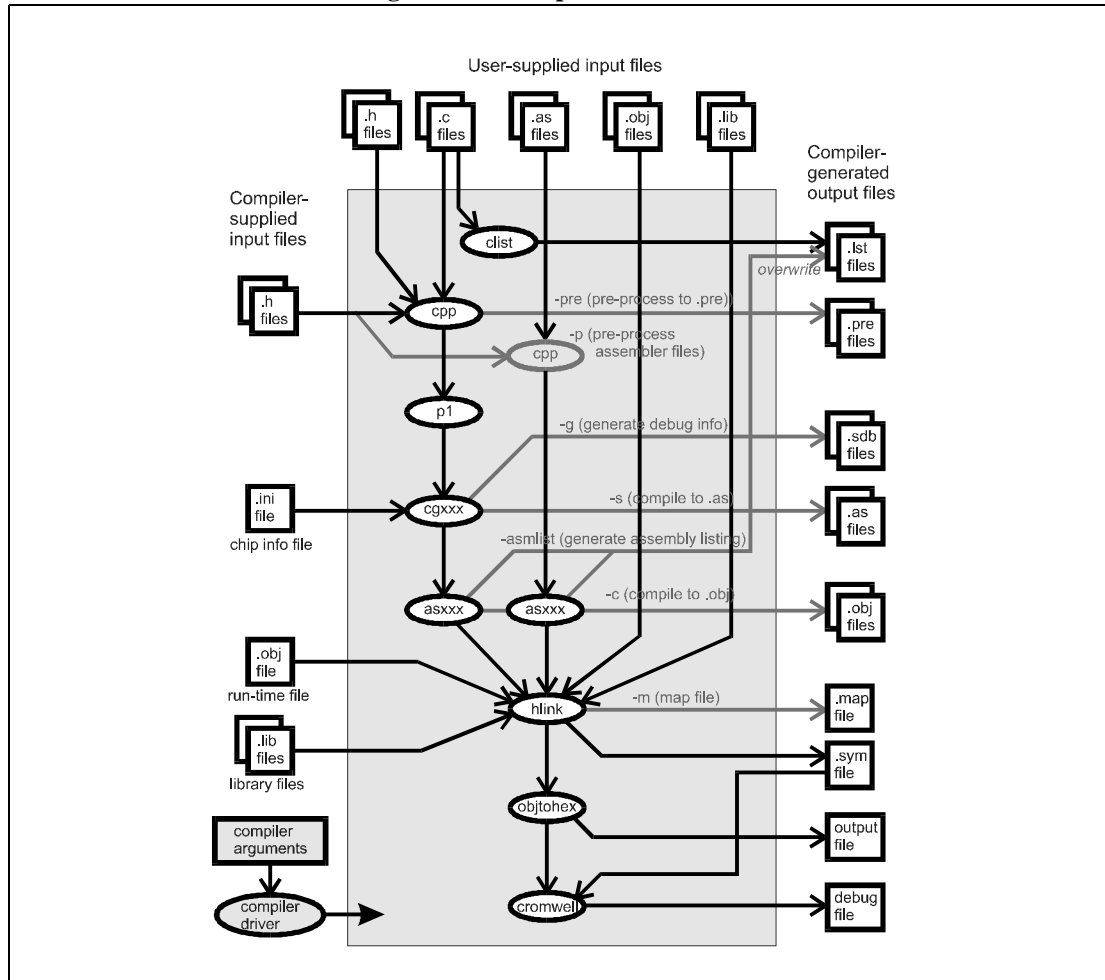 User-supplied input files
.h
files
.c
files
.as
files
.obj
files
.lib
files
Compiler-
generated
output files
Compiler-
supplied
input files
clist
.lst
files
overwrite
.h
files
cpp
-pre (pre-process to .pre))
.pre
files
-p (pre-process
assembler files)
cpp
p1
-g (generate debug info)
.sdb
files
.ini
file
chip info file
cgxxx
-s (compile to .as)
.as
files
-asmlist (generate assembly listing)
asxxx
asxxx
-c (compile to .obj)
.obj
files
.obj
file
run-time file
hlink
-m (map file)
.map
file
.lib
files
library files
.sym
file
objtohex
output
file
compiler
arguments
compiler
driver
cromwell
debug
file